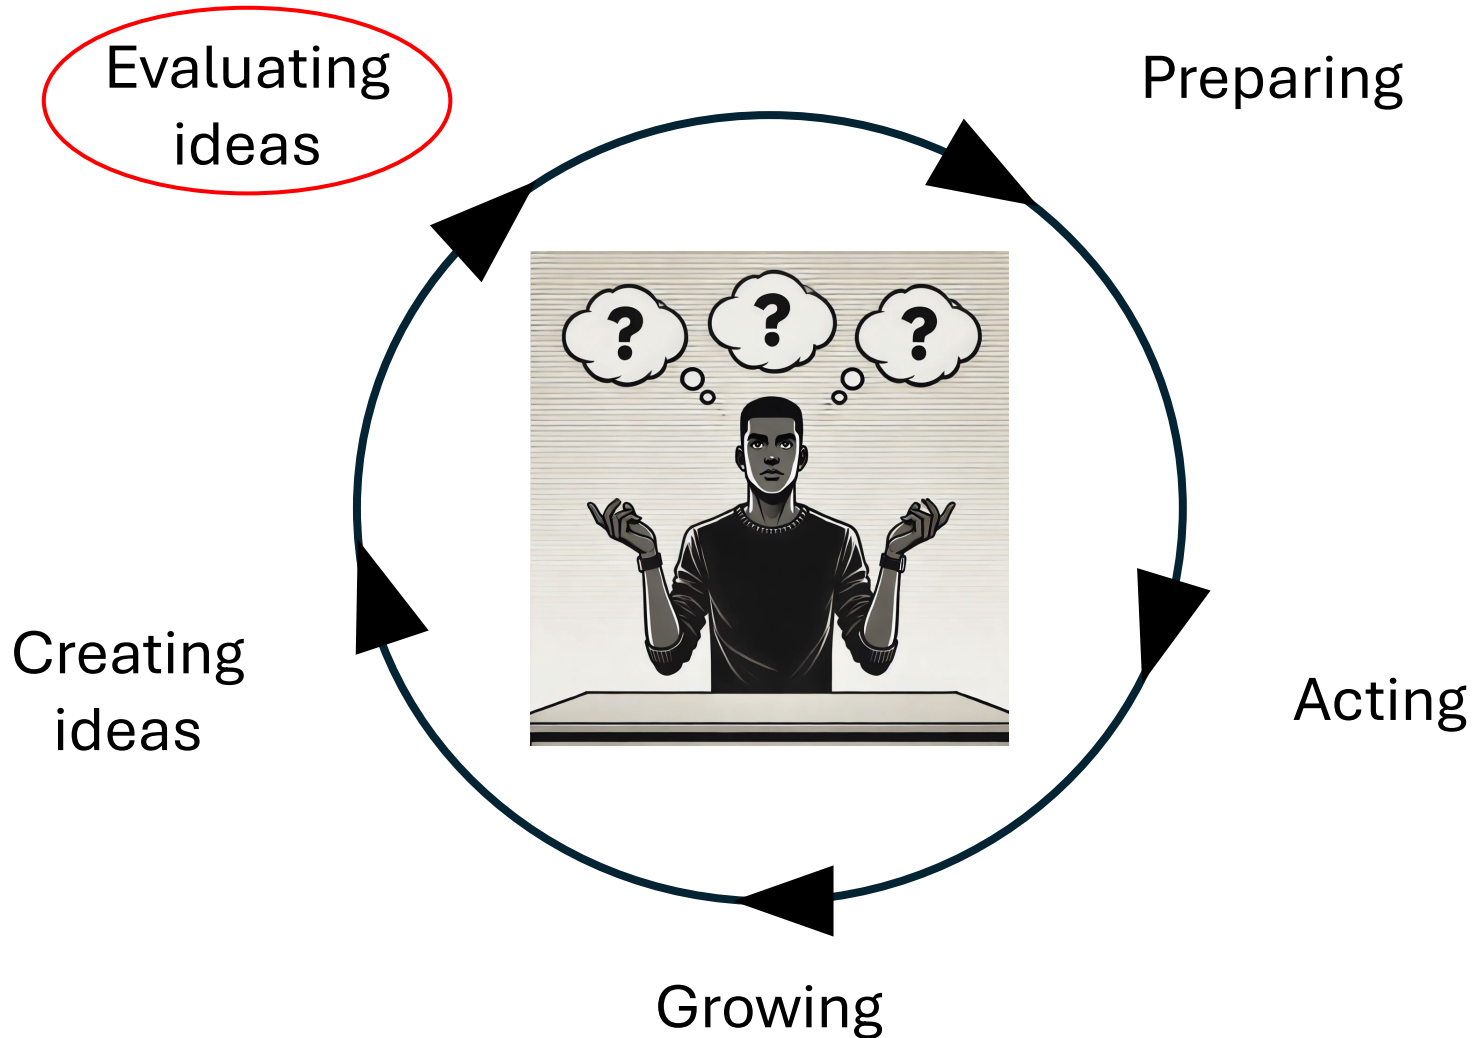 Evaluating
ideas
Preparing
? ? ?
Creating
ideas
Acting
Growing